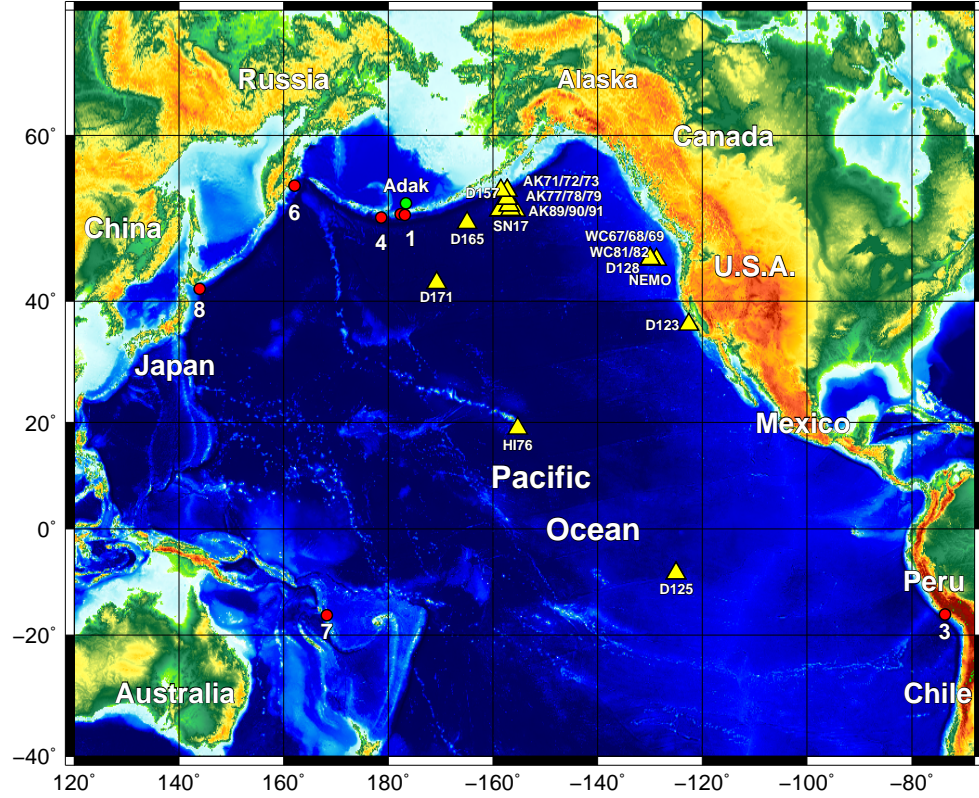 Russia
Alaska
60°
Canada
Adak
D157
AK71/72/73
AK77/78/79
AK89/90/91
6
China
4
1
SN17
D165
WC67/68/69
WC81/82
D128
NEMO
U.S.A.
D171
40°
8
D123
Japan
20°
Mexico
HI76
Pacific
Ocean
0°
D125
Peru
7
3
−20°
Australia
Chile
−40°
120°
140°
160°
180°
−160°
−140°
−120°
−100°
−80°